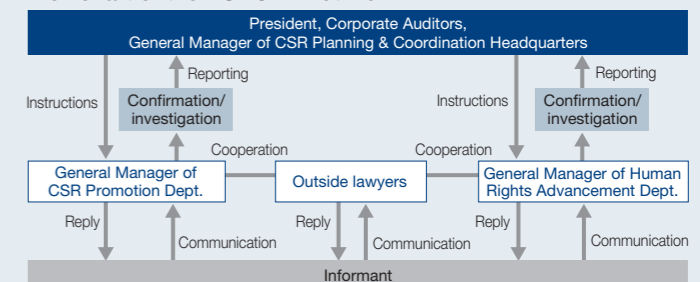 President, Corporate Auditors,
General Manager of CSR Planning & Coordination Headquarters
Reporting
Reporting
Instructions
Confirmation/
investigation
Instructions
Confirmation/
investigation
Cooperation
Cooperation
General Manager of
CSR Promotion Dept.
Outside lawyers
General Manager of Human
Rights Advancement Dept.
Reply
Communication
Reply
Communication
Reply
Communication
Informant